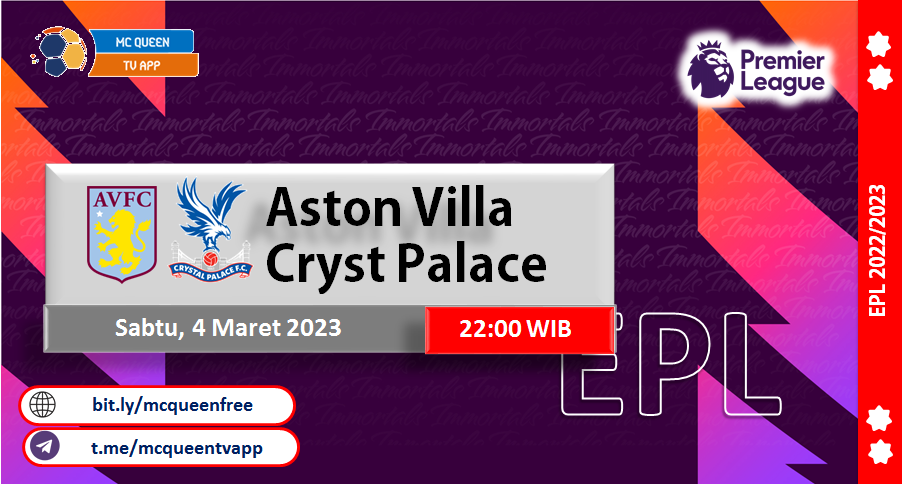 MC QUEEN
TV APP
Premier
League
Immortals Immortals Immortals Immortals
AVFC
CRYSTAL PALACE F.C.
Aston Villa
Cryst Palace
Sabtu, 4 Maret 2023
22:00 WIB
EPL
EPL 2022/2023
bit.ly/mcqueenfree
t.me/mcqueentvapp